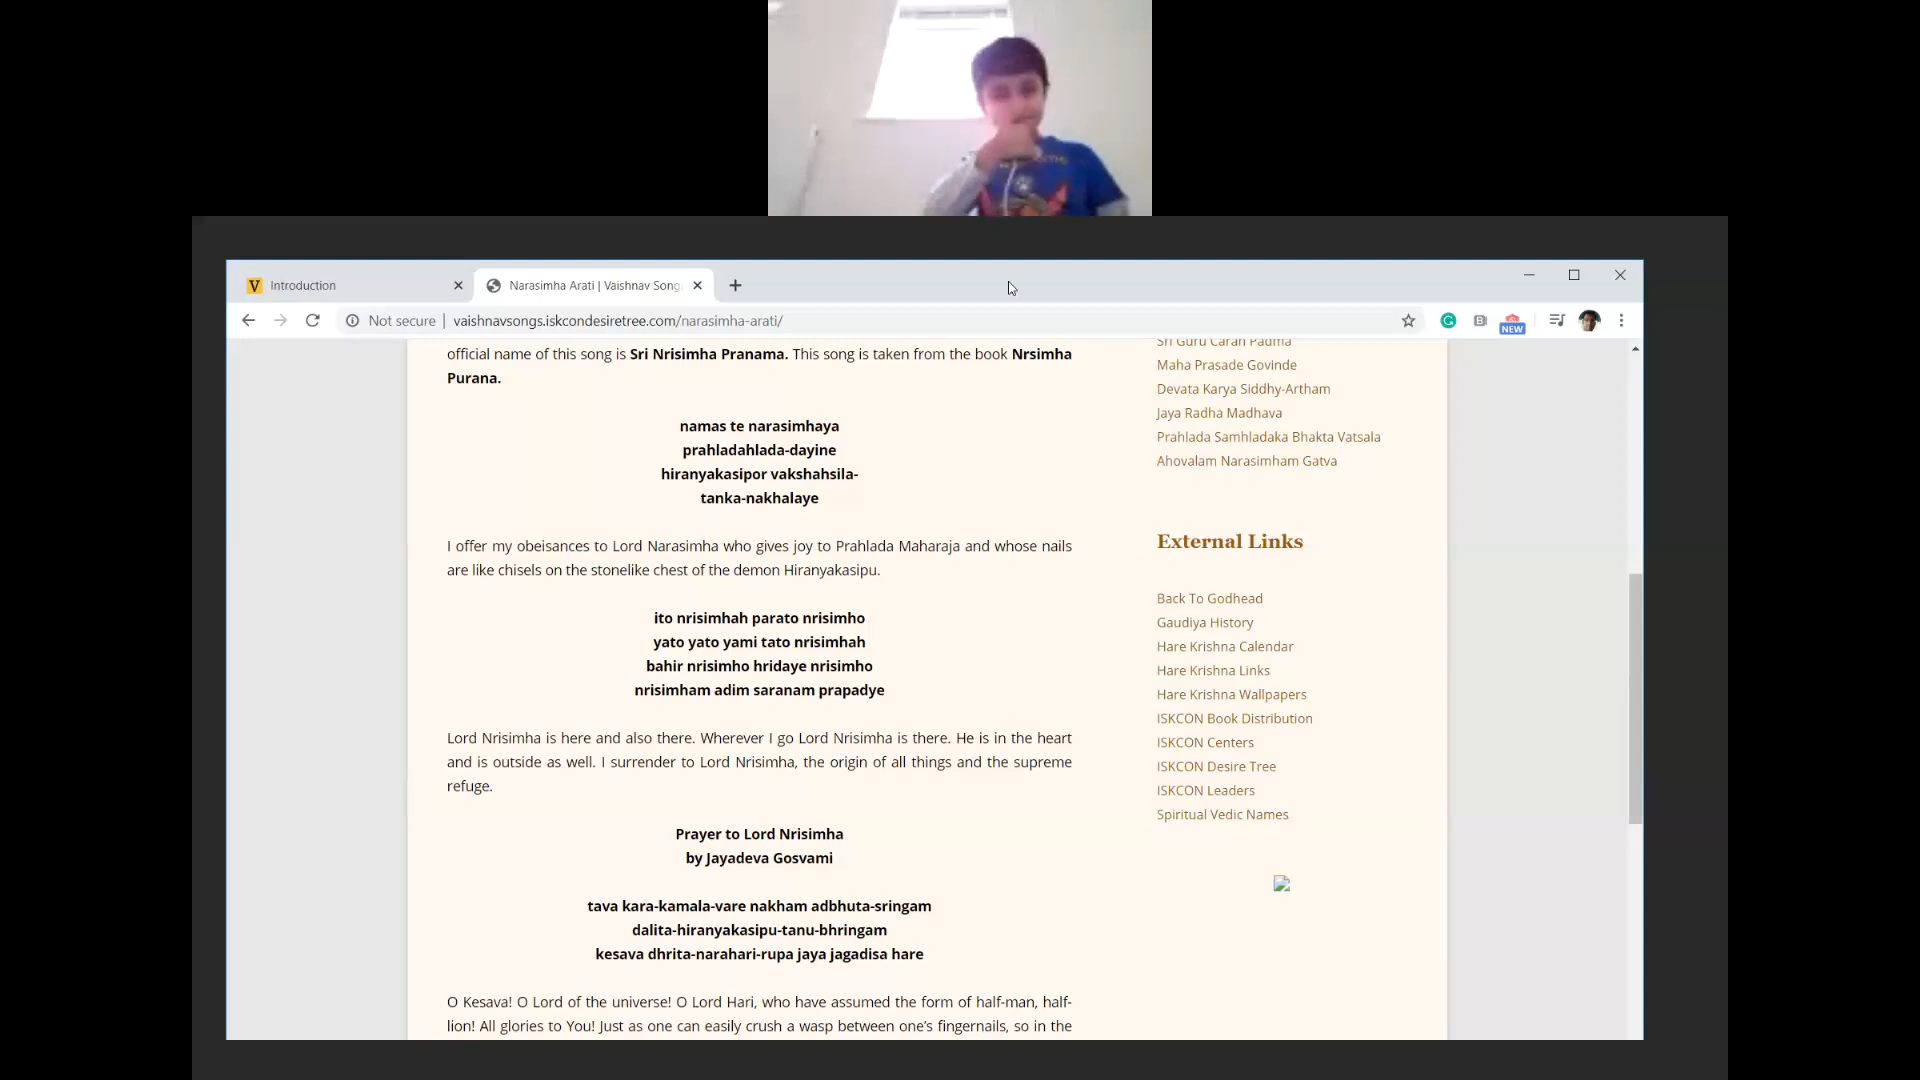 Introduction
Narasimha Arati | Vaishnav Song
Not secure | vaishnavsongs.iskcondesiretree.com/narasimha-arati/
NEW
official name of this song is Sri Nrisimha Pranama. This song is taken from the book Nrsimha
Purana.
namas te narasimhaya
prahladahlada-dayine
hiranyakasipor vakshahsila-
tanka-nakhalaye
I offer my obeisances to Lord Narasimha who gives joy to Prahlada Maharaja and whose nails
are like chisels on the stonelike chest of the demon Hiranyakasipu.
ito nrisimhah parato nrisimho
yato yato yami tato nrisimhah
bahir nrisimho hridaye nrisimho
nrisimham adim saranam prapadye
Lord Nrisimha is here and also there. Wherever I go Lord Nrisimha is there. He is in the heart
and is outside as well. I surrender to Lord Nrisimha, the origin of all things and the supreme
refuge.
Prayer to Lord Nrisimha
by Jayadeva Gosvami
tava kara-kamala-vare nakham adbhuta-sringam
dalita-hiranyakasipu-tanu-bhringam
kesava dhrita-narahari-rupa jaya jagadisa hare
O Kesava! O Lord of the universe! O Lord Hari, who have assumed the form of half-man, half-
lion! All glories to You! Just as one can easily crush a wasp between one's fingernails, so in the
Sri Guru Caran Padma
Maha Prasade Govinde
Devata Karya Siddhy-Artham
Jaya Radha Madhava
Prahlada Samhladaka Bhakta Vatsala
Ahovalam Narasimham Gatva
External Links
Back To Godhead
Gaudiya History
Hare Krishna Calendar
Hare Krishna Links
Hare Krishna Wallpapers
ISKCON Book Distribution
ISKCON Centers
ISKCON Desire Tree
ISKCON Leaders
Spiritual Vedic Names